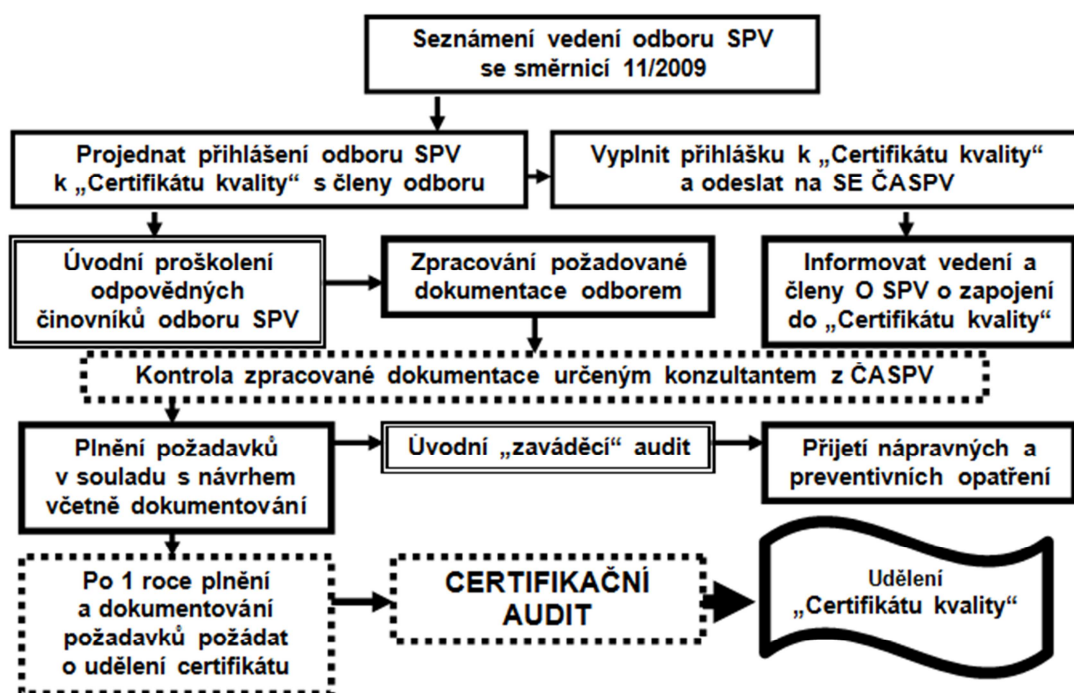 Seznámení vedení odboru SPV
se směrnicí 11/2009
Projednat přihlášení odboru SPV
k „Certifikátu kvality“ s členy odboru
Vyplnit přihlášku k „Certifikátu kvality“
a odeslat na SE ČASPV
Úvodní proškolení
odpovědných
činovníků odboru SPV
Zpracování požadované
dokumentace odborem
Informovat vedení a
členy O SPV o zapojení
do „Certifikátu kvality“
Kontrola zpracované dokumentace určeným konzultantem z ČASPV
Plnění požadavků
v souladu s návrhem
včetně dokumentování
Úvodní „zaváděcí“ audit
Přijetí nápravných a
preventivních opatření
Po 1 roce plnění
a dokumentování
požadavků požádat
o udělení certifikátu
CERTIFIKAČNÍ
AUDIT
Udělení
„Certifikátu kvality“